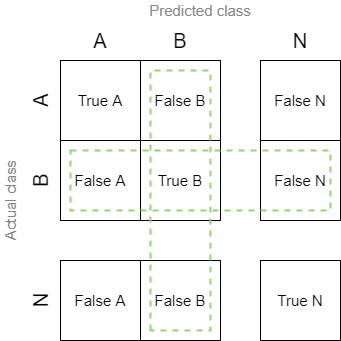 Predicted class
A B N
Actual class
A True A False B False N
B False A True B False N
N False A False B True N